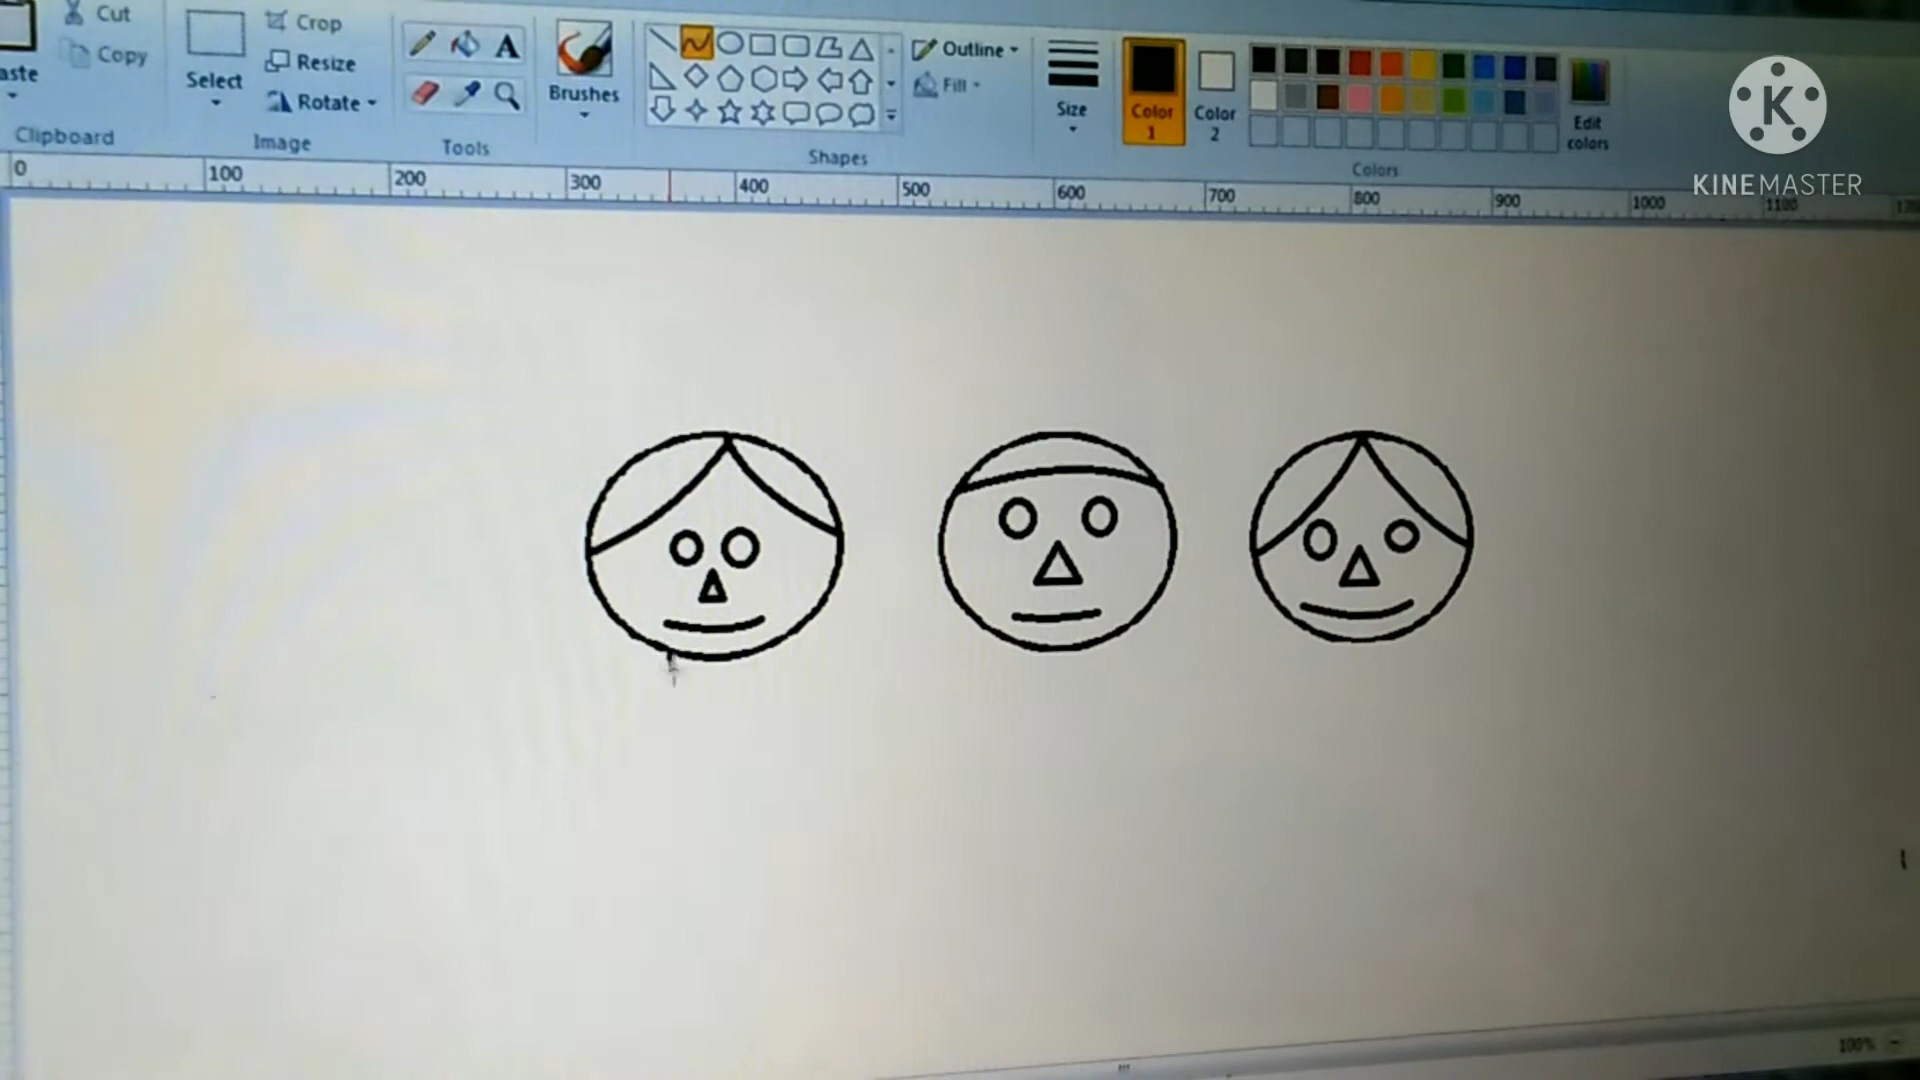 Cut
Copy
aste
Clipboard
Select
Crop
Resize
Rotate
Image
A
Tools
Brushes
Shapes
Outline
Fill
Size
Color
1
Color
2
Edit
colors
Colors
K
KINEMASTER
0 100 200 300 400 500 600 700 800 900 1000 1100
100%